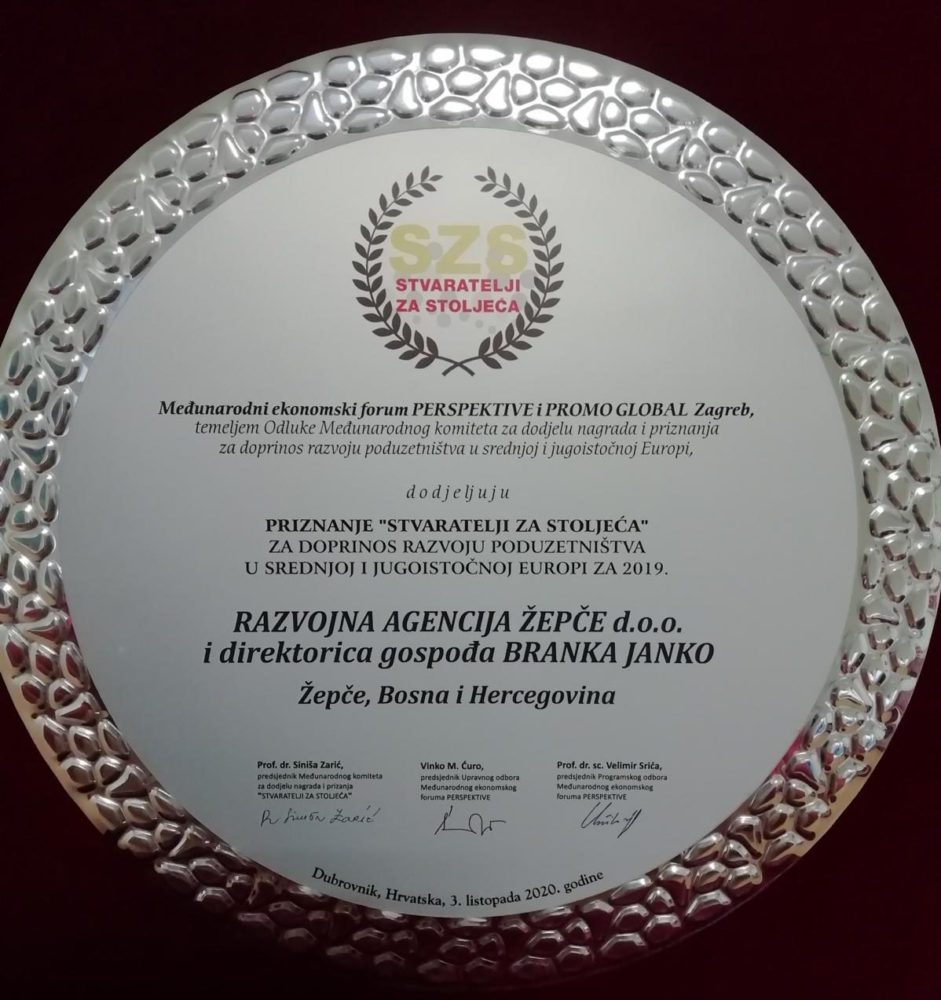 SZS
STVARATELJI
ZA STOLJEĆA
Međunarodni ekonomski forum PERSPEKTIVE i PROMO GLOBAL Zagreb,
temeljem Odluke Međunarodnog komiteta za dodjelu nagrada i priznanja
za doprinos razvoju poduzetništva u srednjoj i jugoistočnoj Europi,
dodjeljuju
PRIZNANJE "STVARATELJI ZA STOLJEĆA"
ZA DOPRINOS RAZVOJU PODUZETNIŠTVA
U SREDNJOJ I JUGOISTOČNOJ EUROPI ZA 2019.
RAZVOJNA AGENCIJA ŽEPČE d.o.o.
i direktorica gospođa BRANKA JANKO
Žepče, Bosna i Hercegovina
Prof. dr. Siniša Zarić,
predsjednik Međunarodnog komiteta
za dodjelu nagrada i prizanja
"STVARATELJI ZA STOLJEĆA"
Vinko M. Ćuro,
predsjednik Upravnog odbora
Međunarodnog ekonomskog
foruma PERSPEKTIVE
Prof. dr. sc. Velimir Srića,
predsjednik Programskog odbora
Međunarodnog ekonomskog
foruma PERSPEKTIVE
Dubrovnik, Hrvatska, 3. listopada 2020. godine